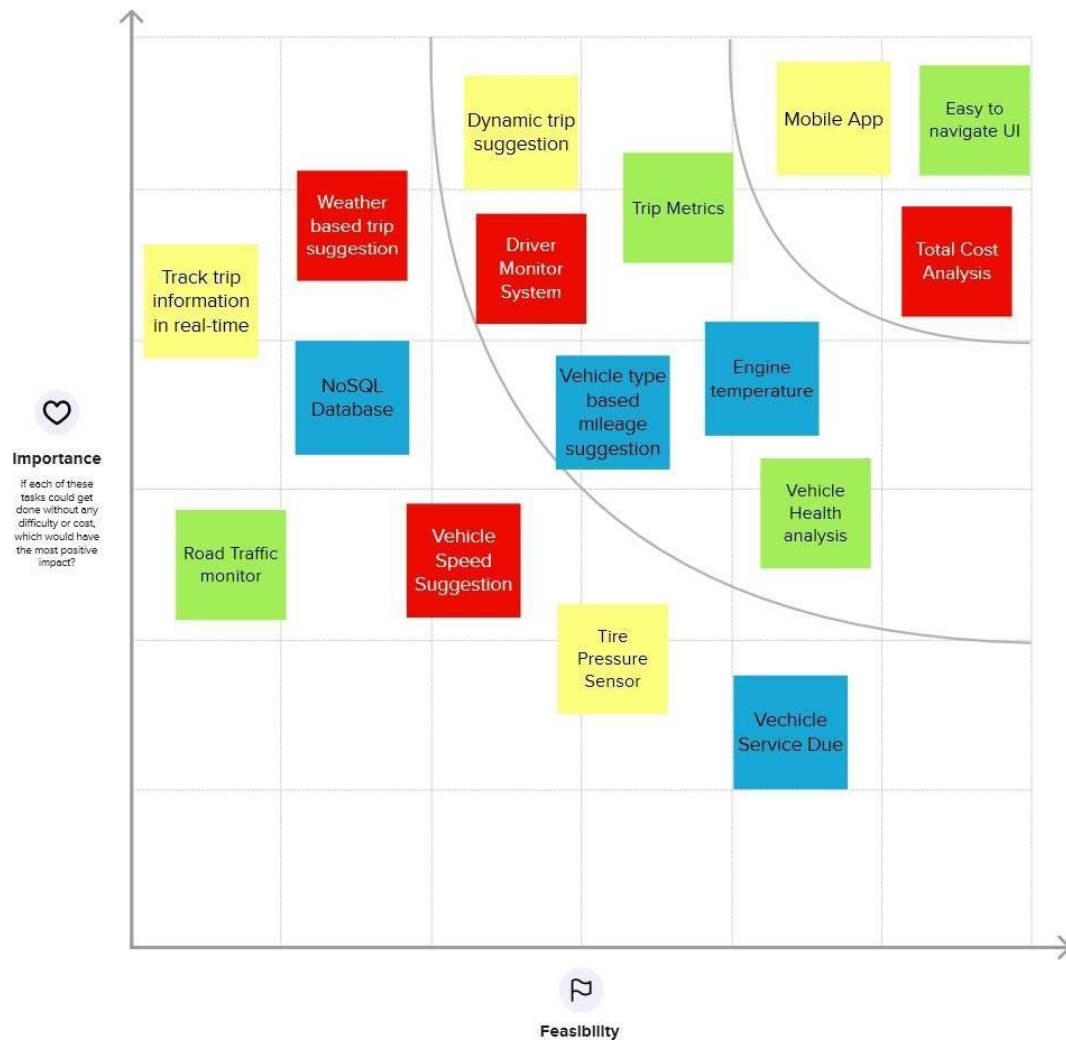 Dynamic trip
suggestion
Mobile App
Easy to
navigate UI
Weather
based trip
suggestion
Trip Metrics
Driver
Monitor
System
Total Cost
Analysis
Track trip
information
in real-time
NoSQL
Database
Vehicle type
based
mileage
suggestion
Engine
temperature
Importance
If each of these
tasks could get
done without any
difficulty or cost,
which would have
the most positive
impact?
Road Traffic
monitor
Vehicle
Speed
Suggestion
Vehicle
Health
analysis
Tire
Pressure
Sensor
Vechicle
Service Due
Feasibility